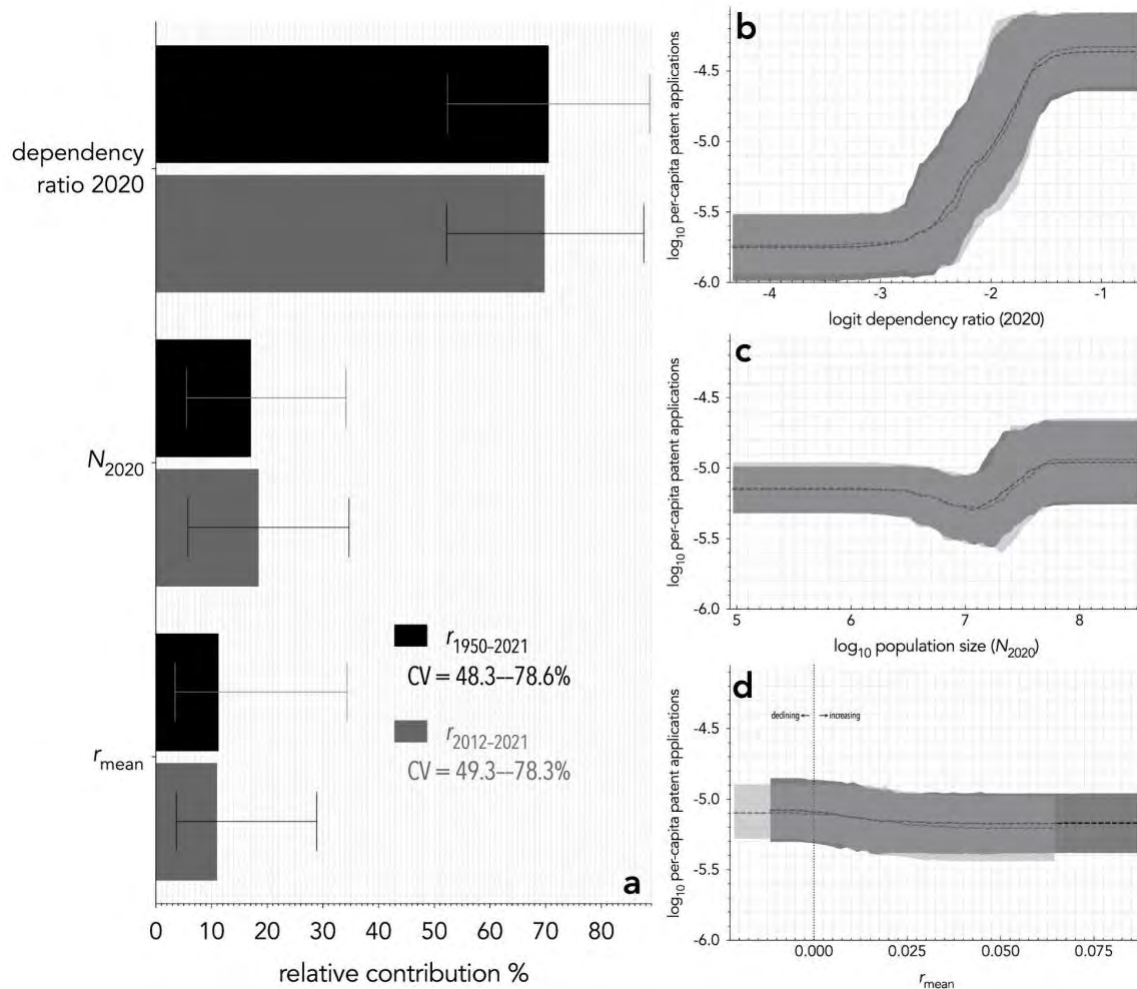 a
dependency
ratio 2020
N2020
rmean
r1950-2021
CV = 48.3--78.6%
r2012-2021
CV = 49.3--78.3%
0 10 20 30 40 50 60 70 80
relative contribution %
b
log10 per-capita patent applications
-4.5
-5.0
-5.5
-6.0
-4 -3 -2 -1
logit dependency ratio (2020)
c
log10 per-capita patent applications
-4.5
-5.0
-5.5
-6.0
5 6 7 8
log10 population size (N2020)
d
declining ← → increasing
log10 per-capita patent applications
-4.5
-5.0
-5.5
-6.0
0.000 0.025 0.050 0.075
rmean